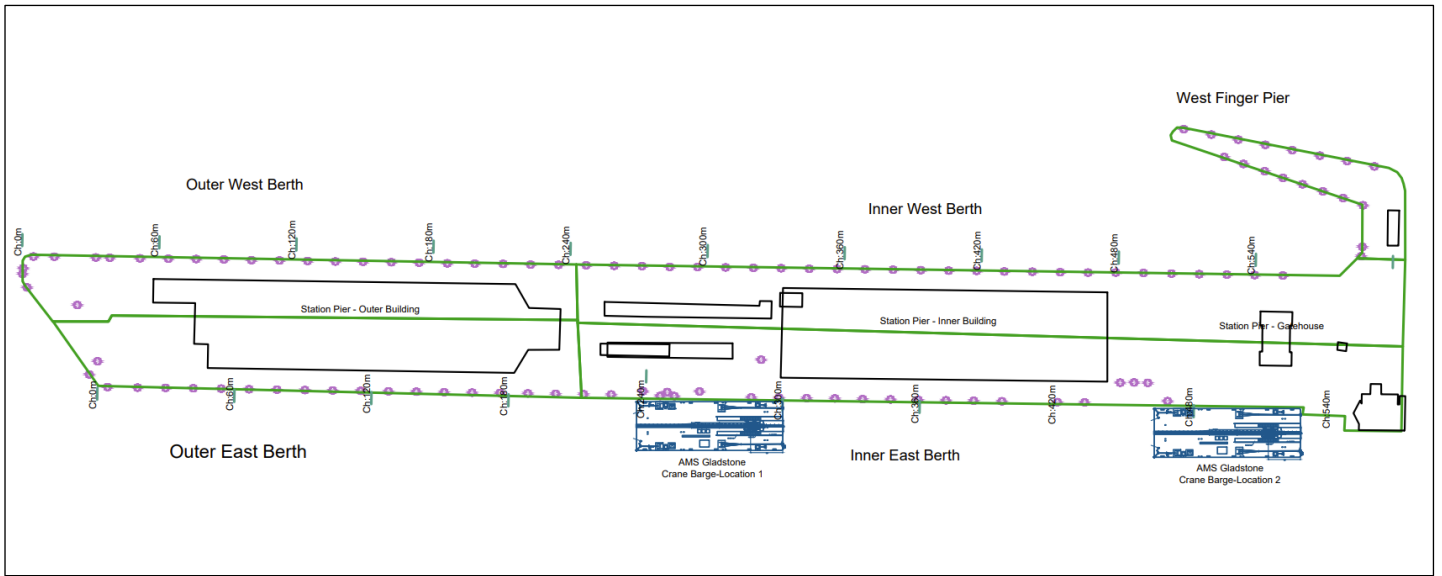 West Finger Pier
Outer West Berth
Inner West Berth
Ch:0m
Ch:60m
Ch:120m
Ch:180m
Ch:240m
Ch:300m
Ch:360m
Ch:420m
Ch:480m
Ch:540m
Station Pier - Outer Building
Station Pier - Inner Building
Station Pier - Gatehouse
Ch:0m
Ch:60m
Ch:120m
Ch:180m
Ch:240m
Ch:300m
Ch:360m
Ch:420m
Ch:480m
Ch:540m
Outer East Berth
Inner East Berth
AMS Gladstone
Crane Barge-Location 1
AMS Gladstone
Crane Barge-Location 2